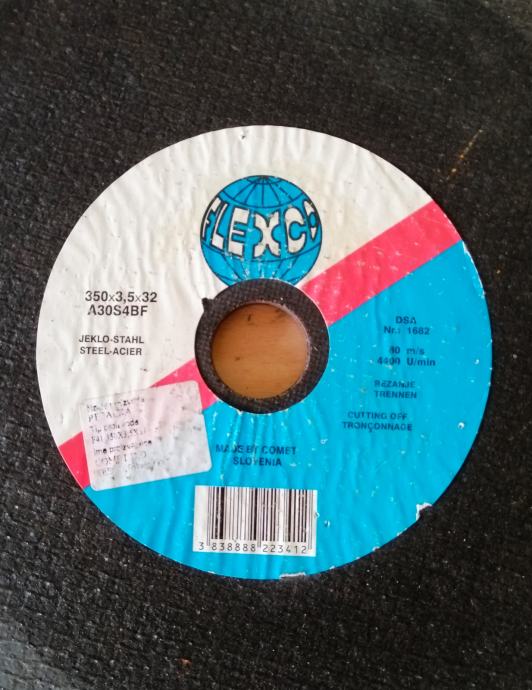 FLEXCO
350x3,5x32
A30S4BF
JEKLO-STAHL
STEEL-ACIER
DSA
Nr.: 1682
80 m/s
4400 U/min
REZANJE
TRENNEN
CUTTING OFF
TRONÇONNAGE
MADE BY COMET
SLOVENIA
3 838888 223412